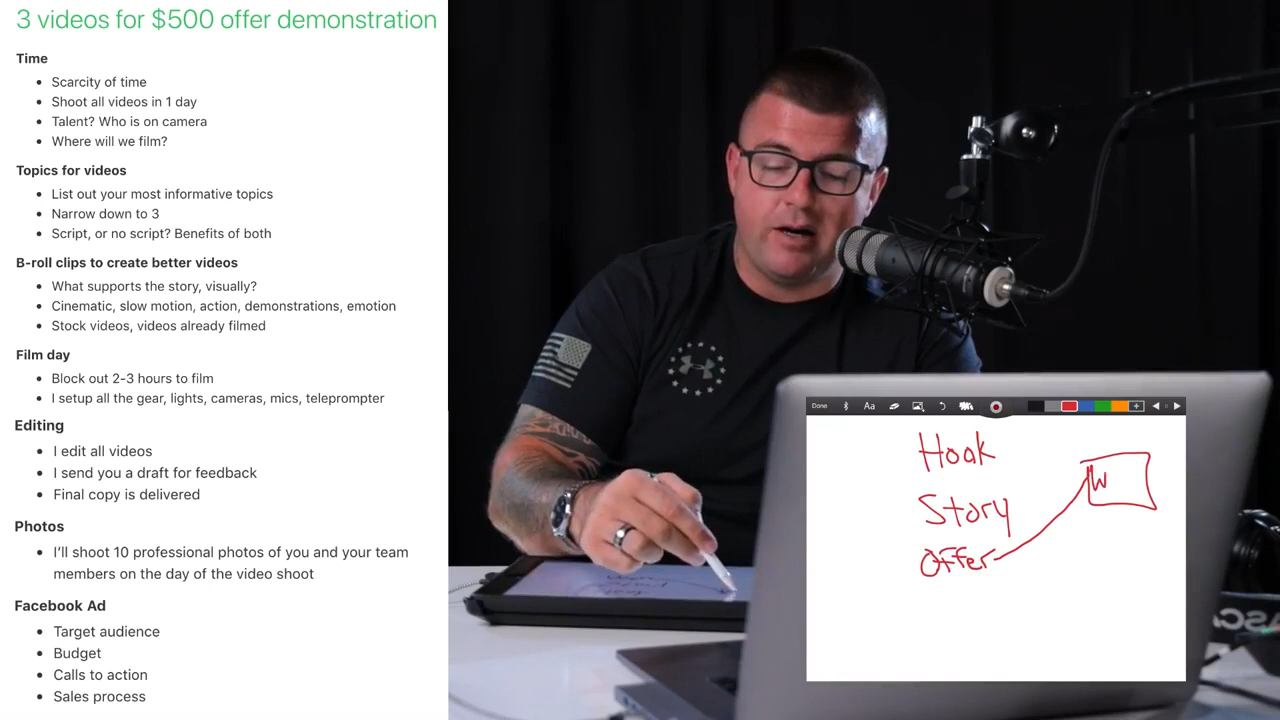 3 videos for $500 offer demonstration
Time
• Scarcity of time
• Shoot all videos in 1 day
• Talent? Who is on camera
• Where will we film?
Topics for videos
• List out your most informative topics
• Narrow down to 3
• Script, or no script? Benefits of both
B-roll clips to create better videos
• What supports the story, visually?
• Cinematic, slow motion, action, demonstrations, emotion
• Stock videos, videos already filmed
Film day
• Block out 2-3 hours to film
• I setup all the gear, lights, cameras, mics, teleprompter
Editing
• I edit all videos
• I send you a draft for feedback
• Final copy is delivered
Photos
• I'll shoot 10 professional photos of you and your team
members on the day of the video shoot
Facebook Ad
• Target audience
• Budget
• Calls to action
• Sales process
Done
Aa
Hook
Story
Offer
W